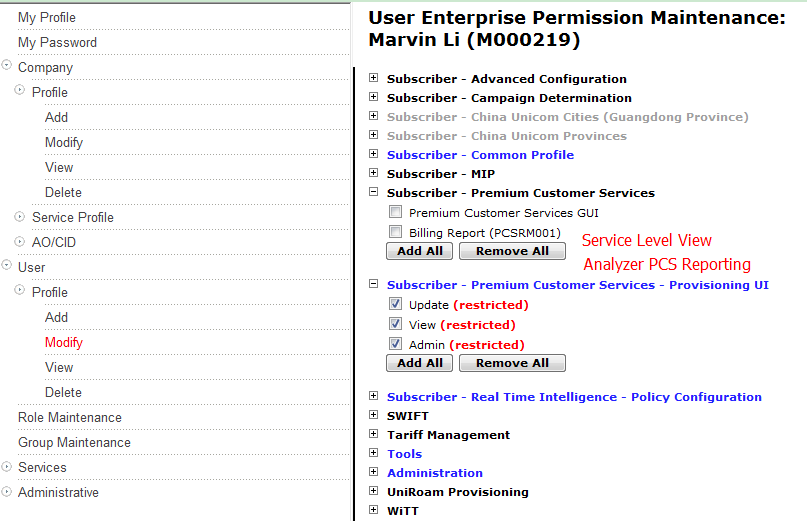 My Profile
My Password
Company
Profile
Add
Modify
View
Delete
Service Profile
AO/CID
User
Profile
Add
Modify
View
Delete
Role Maintenance
Group Maintenance
Services
Administrative
User Enterprise Permission Maintenance:
Marvin Li (M000219)
Subscriber - Advanced Configuration
Subscriber - Campaign Determination
Subscriber - China Unicom Cities (Guangdong Province)
Subscriber - China Unicom Provinces
Subscriber - Common Profile
Subscriber - MIP
Subscriber - Premium Customer Services
Premium Customer Services GUI
Billing Report (PCSRM001)
Add All Remove All
Service Level View
Analyzer PCS Reporting
Subscriber - Premium Customer Services - Provisioning UI
Update (restricted)
View (restricted)
Admin (restricted)
Add All Remove All
Subscriber - Real Time Intelligence - Policy Configuration
SWIFT
Tariff Management
Tools
Administration
UniRoam Provisioning
WiTT